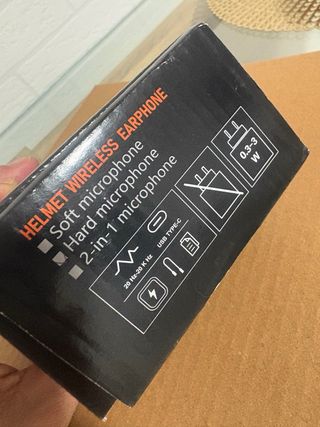 HELMET WIRELESS EARPHONE
Soft microphone
Hard microphone
2-in-1 microphone
20 Hz-20 K Hz
USB TYPE-C
0.3-3
W